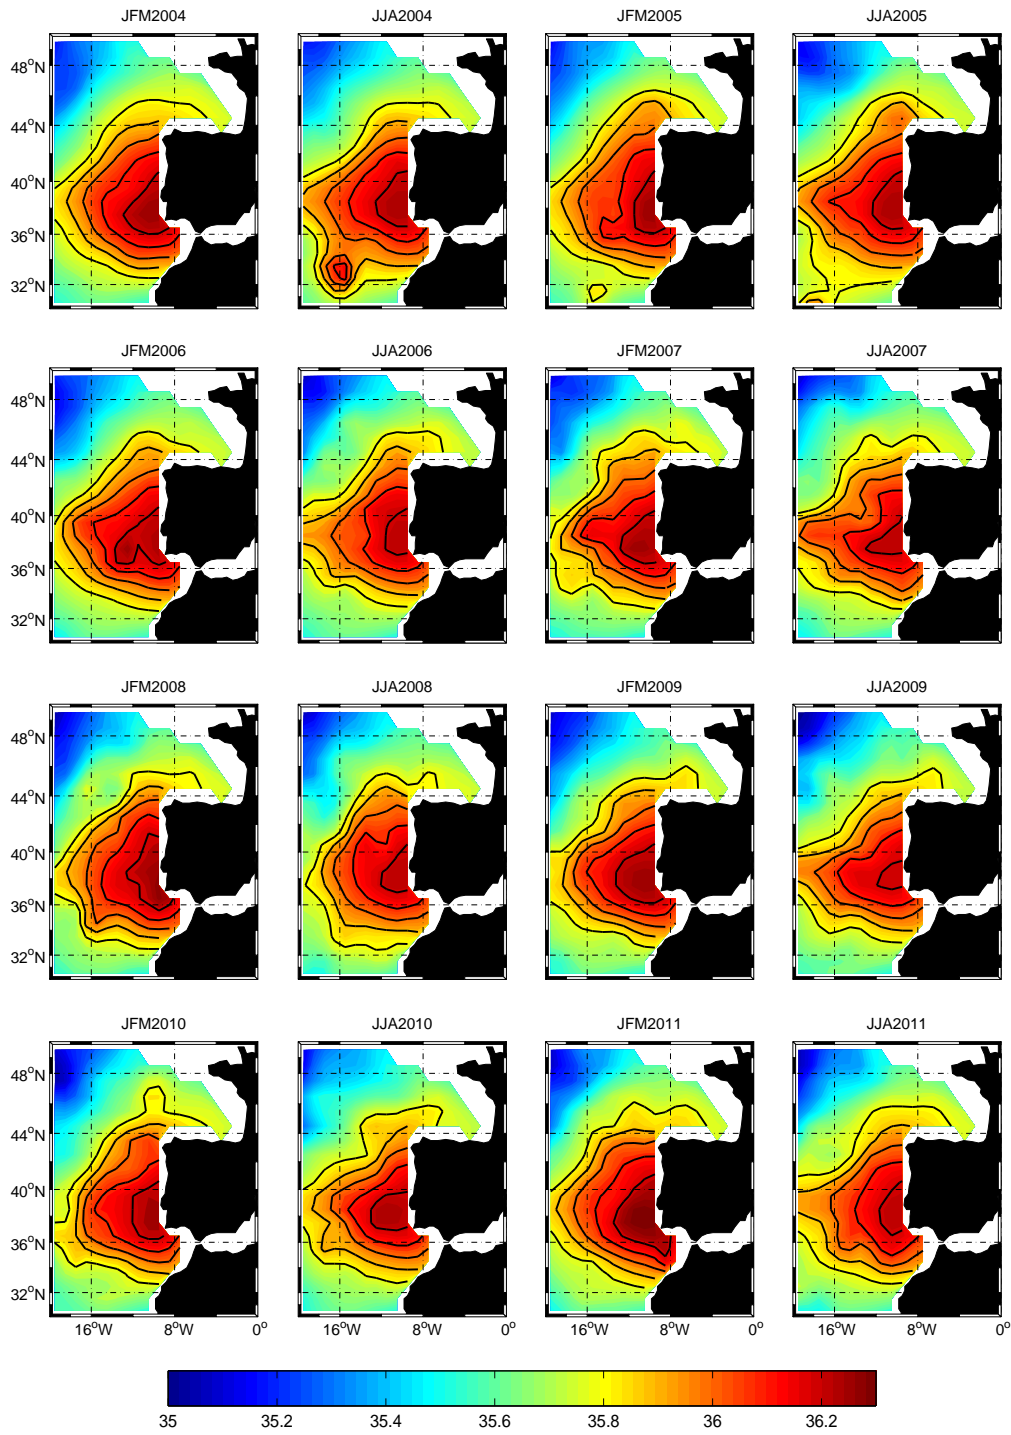 JFM2004 JJA2004 JFM2005 JJA2005
48°N
44°N
40°N
36°N
32°N
JFM2006 JJA2006 JFM2007 JJA2007
48°N
44°N
40°N
36°N
32°N
JFM2008 JJA2008 JFM2009 JJA2009
48°N
44°N
40°N
36°N
32°N
JFM2010 JJA2010 JFM2011 JJA2011
48°N
44°N
40°N
36°N
32°N
16°W 8°W 0° 16°W 8°W 0° 16°W 8°W 0° 16°W 8°W 0°
35 35.2 35.4 35.6 35.8 36 36.2